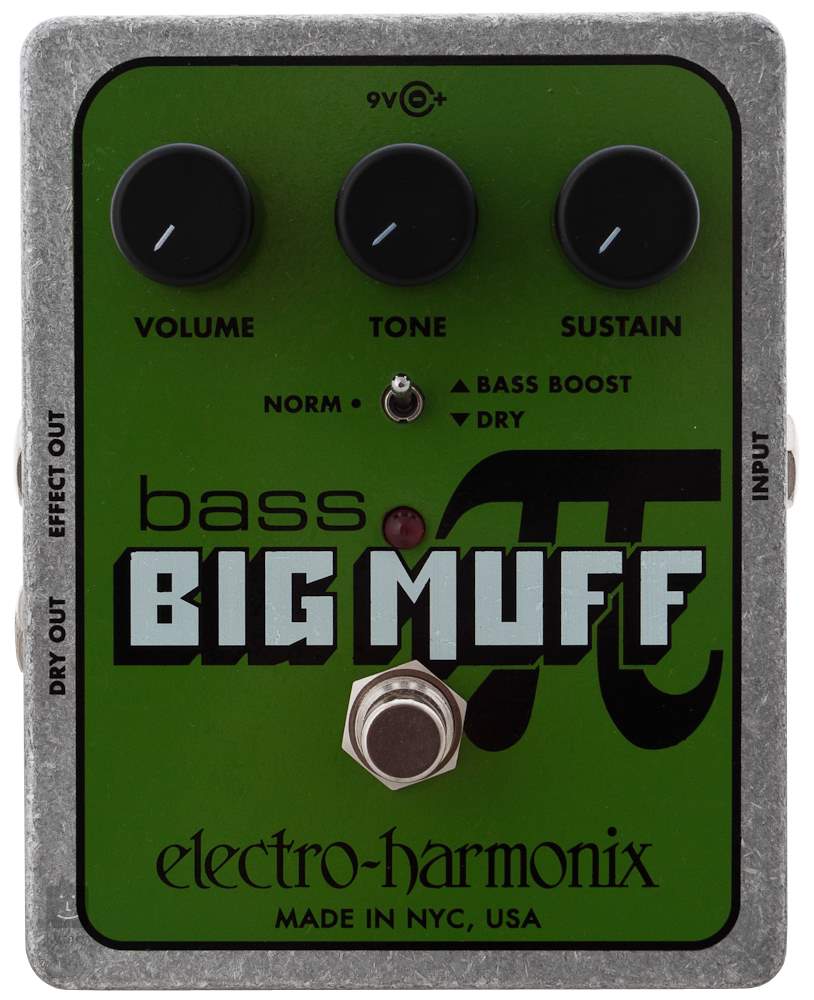 9V +
VOLUME
TONE
SUSTAIN
NORM •
▲ BASS BOOST
▼ DRY
EFFECT OUT
DRY OUT
INPUT
bass
BIG MUFF
π
electro-harmonix
MADE IN NYC, USA